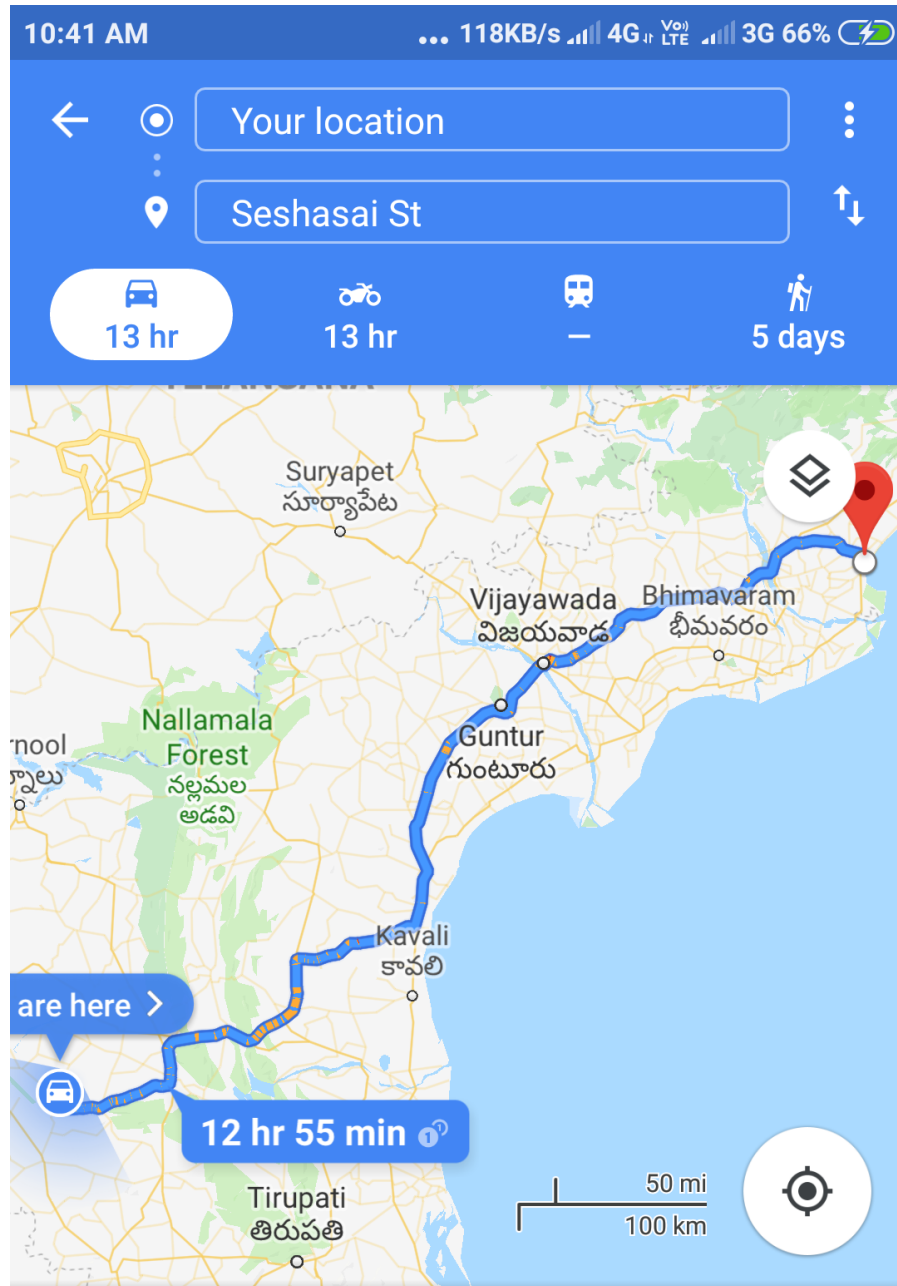 10:41 AM ... 118KB/s 4G VoLTE 3G 66%
Your location
Seshasai St
13 hr 13 hr — 5 days
TELANGANA
Suryapet
సూర్యాపేట
Vijayawada
విజయవాడ
Bhimavaram
భీమవరం
Nallamala
Forest
నల్లమల
అడవి
rnool
Guntur
గుంటూరు
Kavali
కావలి
are here
12 hr 55 min
Tirupati
తిరుపతి
50 mi
100 km